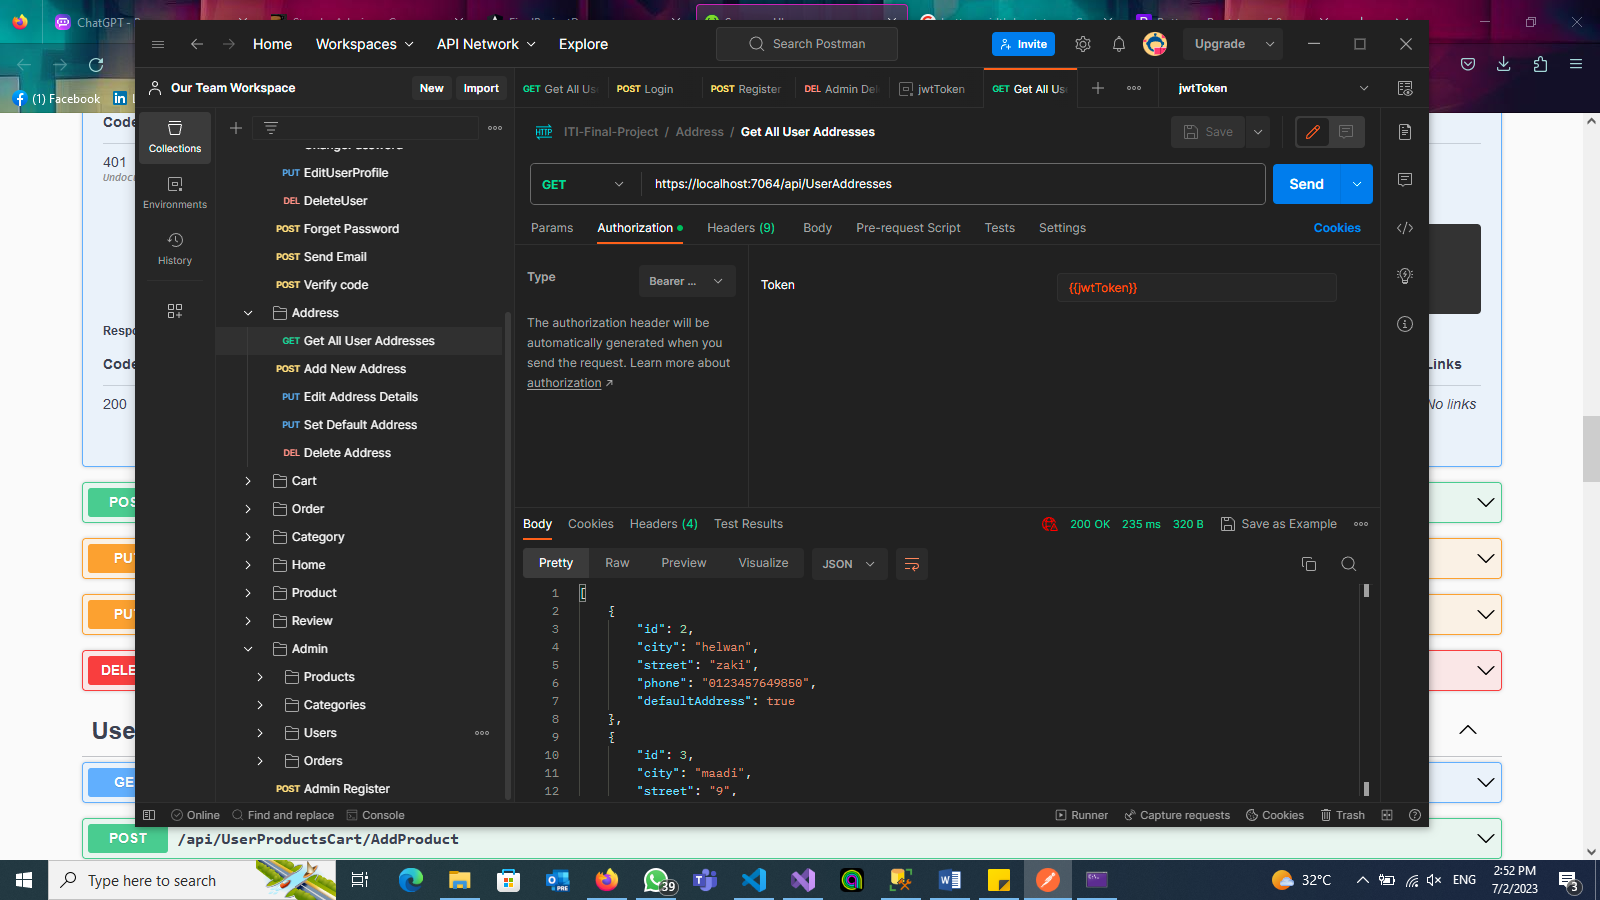 ChatGPT -
(1) Facebook
Home
Workspaces
API Network
Explore
Search Postman
Invite
Upgrade
Our Team Workspace
New
Import
GET Get All Us
POST Login
POST Register
DEL Admin Del
jwtToken
GET Get All Us
jwtToken
Collections
Environments
History
PUT EditUserProfile
DEL DeleteUser
POST Forget Password
POST Send Email
POST Verify code
Address
GET Get All User Addresses
POST Add New Address
PUT Edit Address Details
PUT Set Default Address
DEL Delete Address
Cart
Order
Category
Home
Product
Review
Admin
Products
Categories
Users
Orders
POST Admin Register
HTTP ITI-Final-Project / Address / Get All User Addresses
Save
GET
https://localhost:7064/api/UserAddresses
Send
Params
Authorization
Headers (9)
Body
Pre-request Script
Tests
Settings
Cookies
Type
Bearer ...
The authorization header will be
automatically generated when you
send the request. Learn more about
authorization ↗
Token
{{jwtToken}}
Body
Cookies
Headers (4)
Test Results
200 OK
235 ms
320 B
Save as Example
Pretty
Raw
Preview
Visualize
JSON
1 [
2 {
3 "id": 2,
4 "city": "helwan",
5 "street": "zaki",
6 "phone": "0123457649850",
7 "defaultAddress": true
8 },
9 {
10 "id": 3,
11 "city": "maadi",
12 "street": "9",
Online
Find and replace
Console
Runner
Capture requests
Cookies
Trash
Code
401
Undoc
Respo
Code
Links
200
No links
POS
PU
PU
DELE
Use
GE
POST
/api/UserProductsCart/AddProduct
Type here to search
39
32°C
ENG
2:52 PM
7/2/2023
3